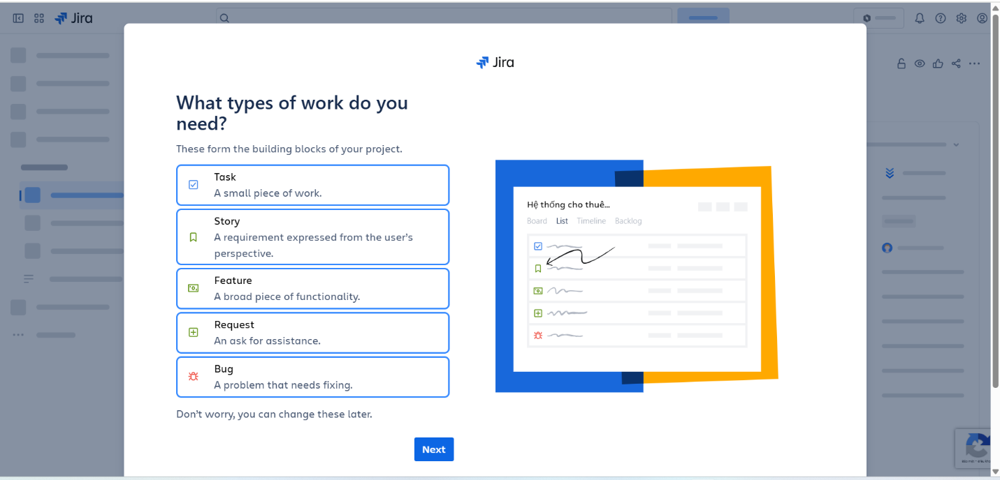 Jira
Jira
What types of work do you
need?
These form the building blocks of your project.
Task
A small piece of work.
Story
A requirement expressed from the user's
perspective.
Feature
A broad piece of functionality.
Request
An ask for assistance.
Bug
A problem that needs fixing.
Don't worry, you can change these later.
Next
Hệ thống cho thuê...
Board List Timeline Backlog